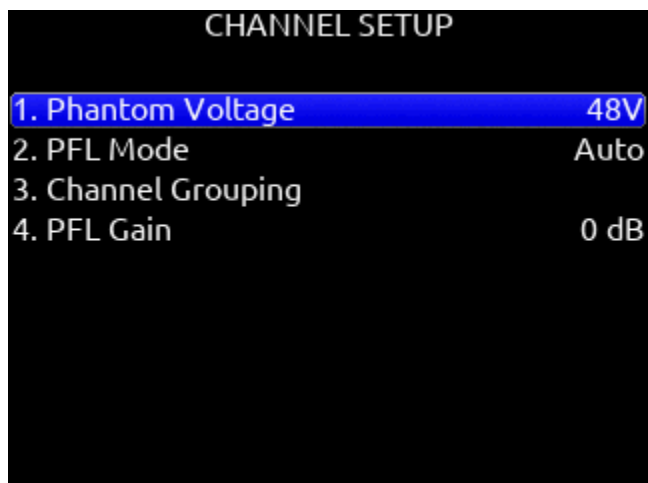 CHANNEL SETUP
1. Phantom Voltage 48V
2. PFL Mode Auto
3. Channel Grouping
4. PFL Gain 0 dB